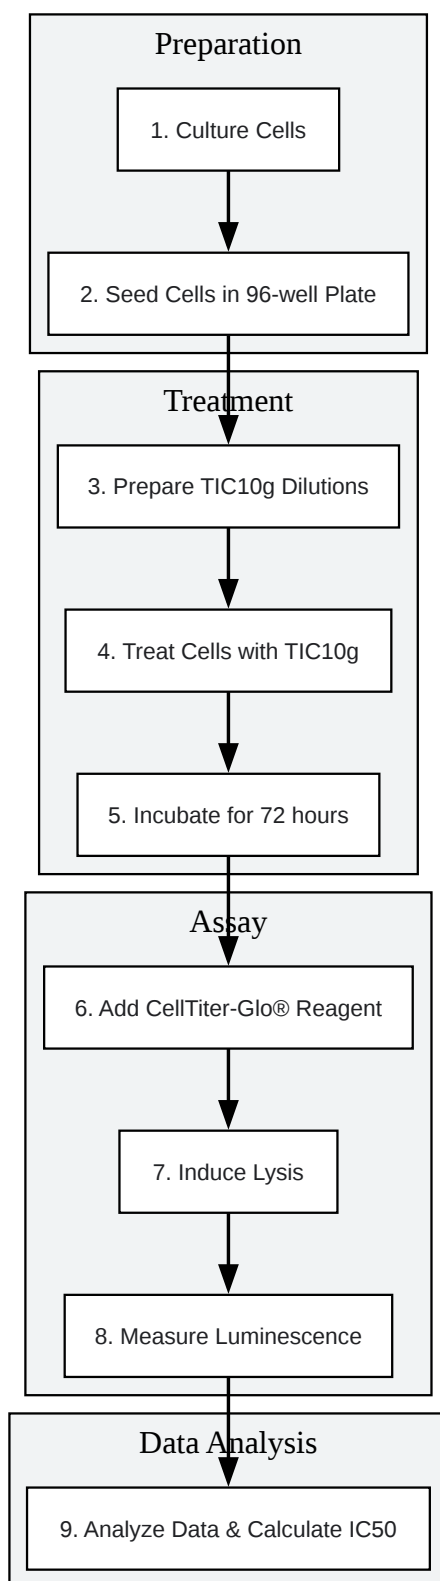 Preparation
1. Culture Cells
2. Seed Cells in 96-well Plate
Treatment
3. Prepare TIC10g Dilutions
4. Treat Cells with TIC10g
5. Incubate for 72 hours
Assay
6. Add CellTiter-Glo® Reagent
7. Induce Lysis
8. Measure Luminescence
Data Analysis
9. Analyze Data & Calculate IC50